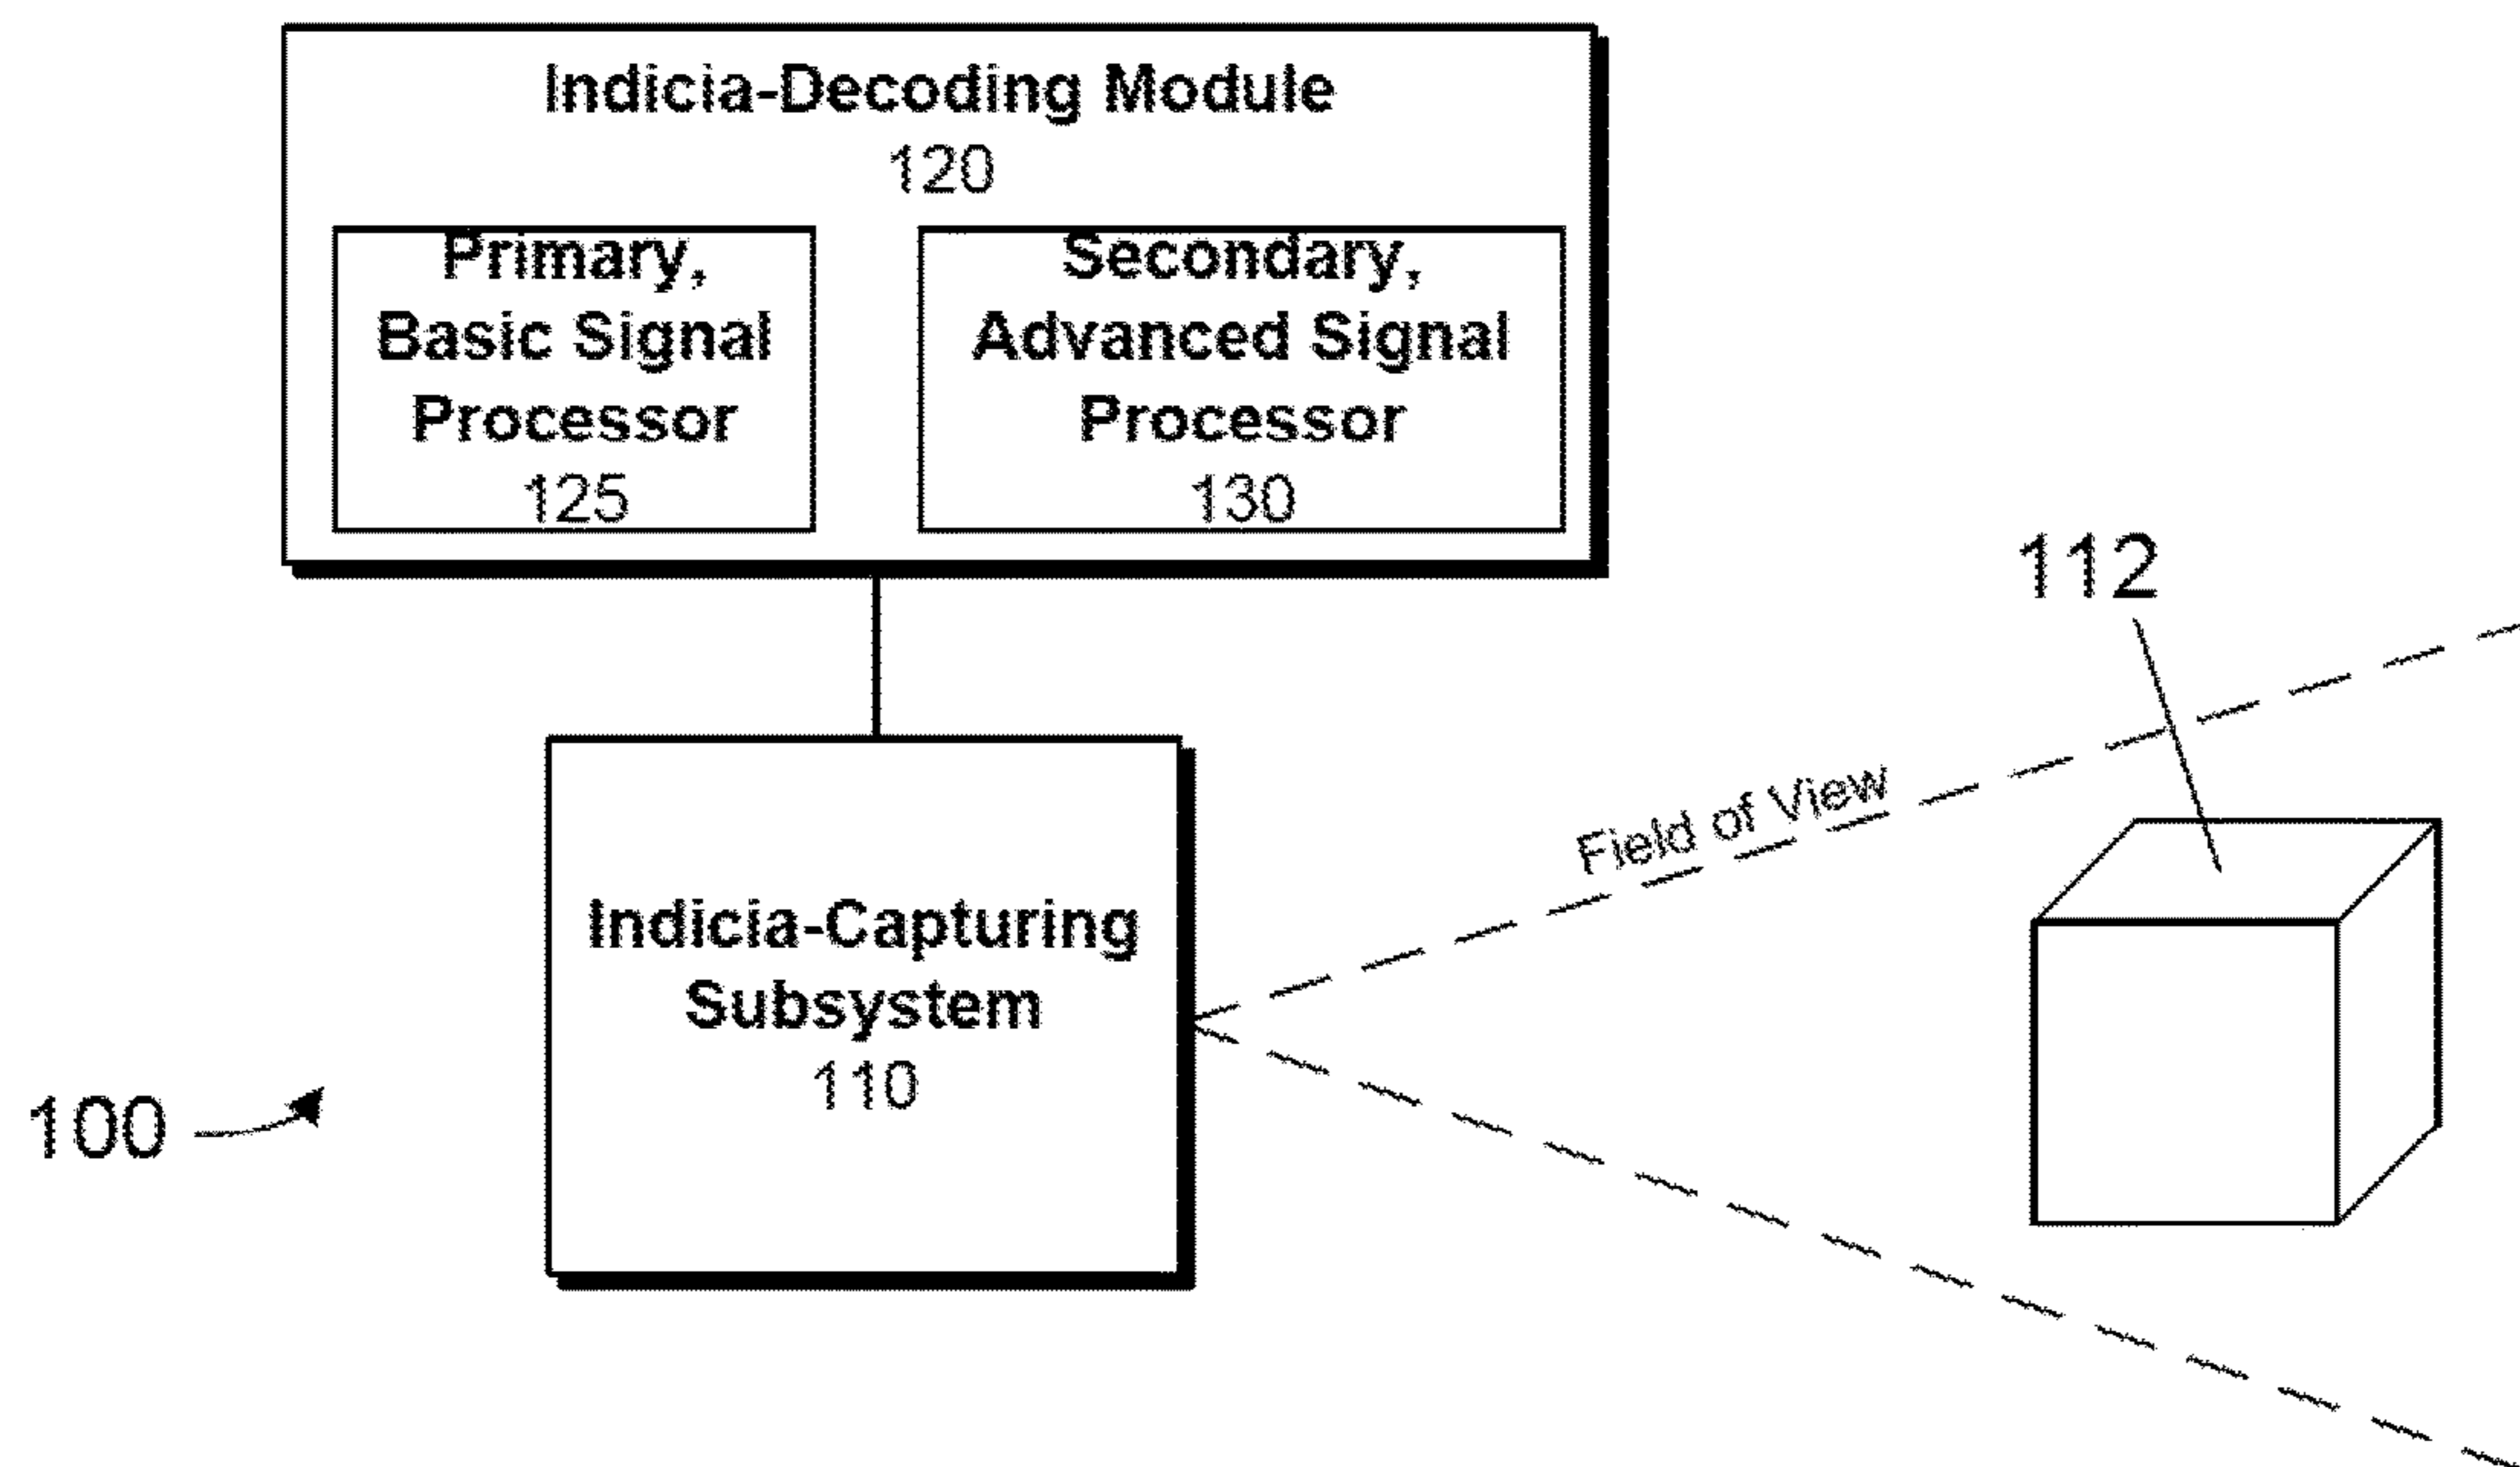 Indicia-Decoding Module
120
Primary,
Basic Signal
Processor
125
Secondary,
Advanced Signal
Processor
130
112
Field of View
Indicia-Capturing
Subsystem
110
100